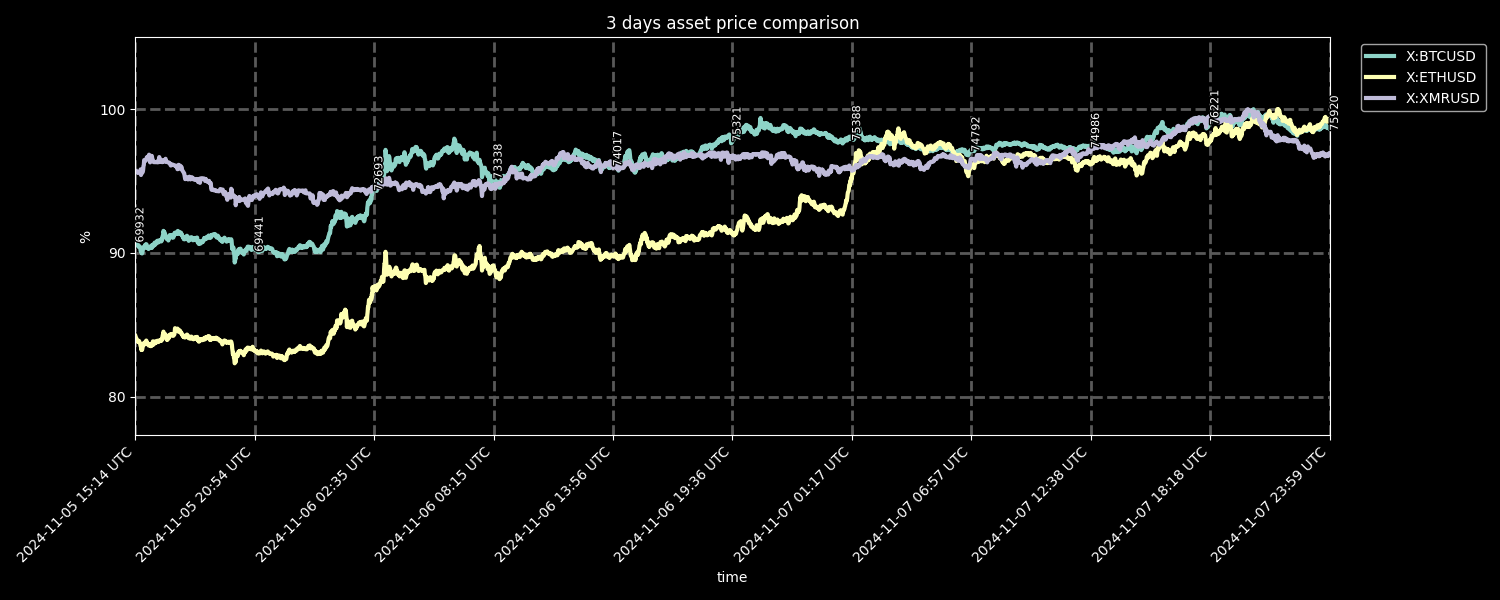 3 days asset price comparison
X:BTCUSD
X:ETHUSD
X:XMRUSD
100
90
80
%
69932
69441
72693
73338
74017
75321
75388
74792
74986
76221
75920
2024-11-05 15:14 UTC
2024-11-05 20:54 UTC
2024-11-06 02:35 UTC
2024-11-06 08:15 UTC
2024-11-06 13:56 UTC
2024-11-06 19:36 UTC
2024-11-07 01:17 UTC
2024-11-07 06:57 UTC
2024-11-07 12:38 UTC
2024-11-07 18:18 UTC
2024-11-07 23:59 UTC
time